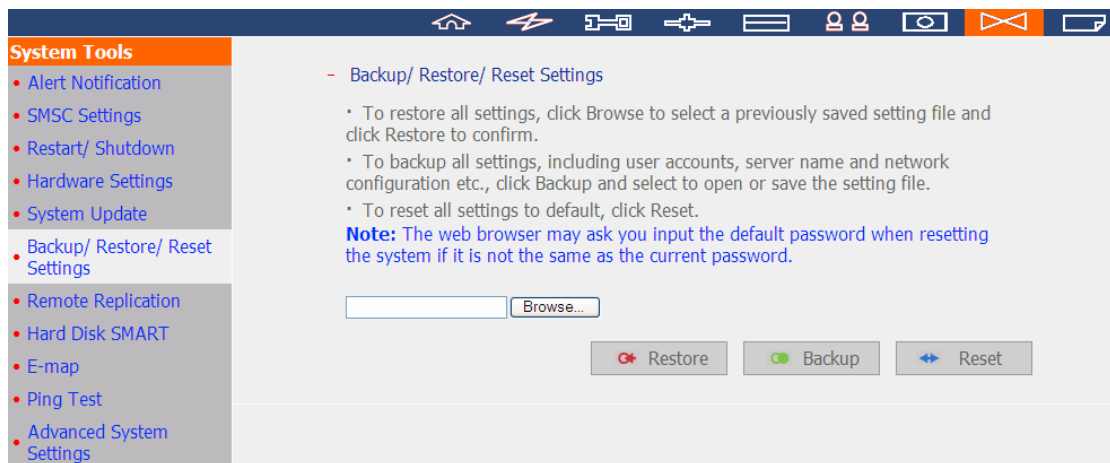 System Tools
• Alert Notification
• SMSC Settings
• Restart/ Shutdown
• Hardware Settings
• System Update
• Backup/ Restore/ Reset
Settings
• Remote Replication
• Hard Disk SMART
• E-map
• Ping Test
• Advanced System
Settings
– Backup/ Restore/ Reset Settings
· To restore all settings, click Browse to select a previously saved setting file and
click Restore to confirm.
· To backup all settings, including user accounts, server name and network
configuration etc., click Backup and select to open or save the setting file.
· To reset all settings to default, click Reset.
Note: The web browser may ask you input the default password when resetting
the system if it is not the same as the current password.
Browse...
Restore
Backup
Reset